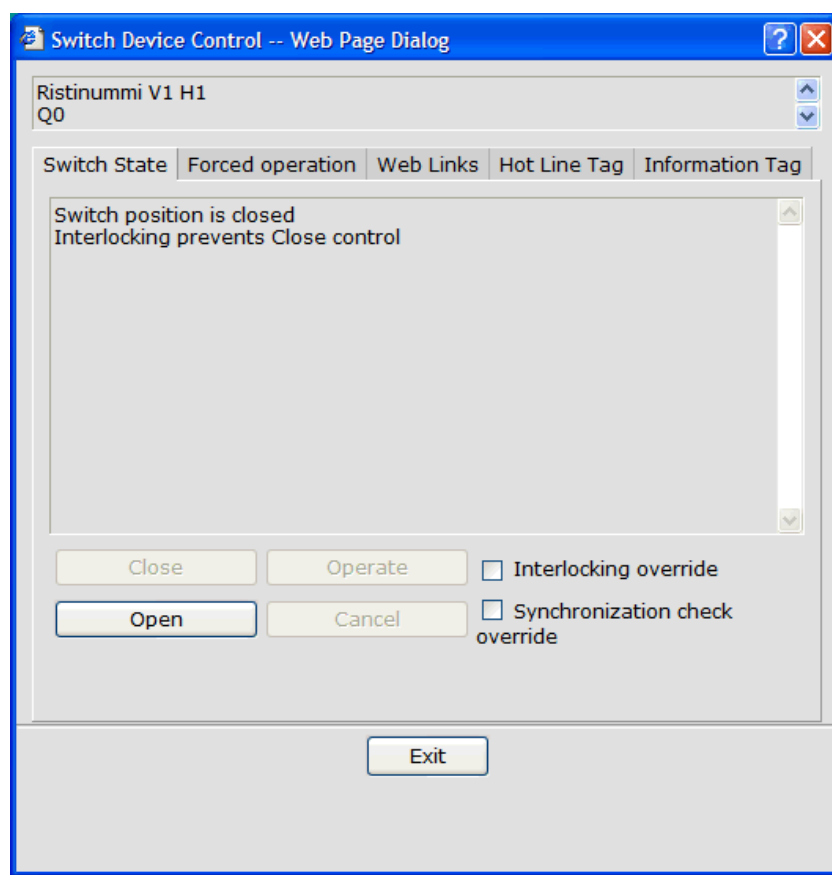 Switch Device Control -- Web Page Dialog
?
Ristinummi V1 H1
Q0
Switch State Forced operation Web Links Hot Line Tag Information Tag
Switch position is closed
Interlocking prevents Close control
Close Operate Interlocking override
Open Cancel Synchronization check
override
Exit